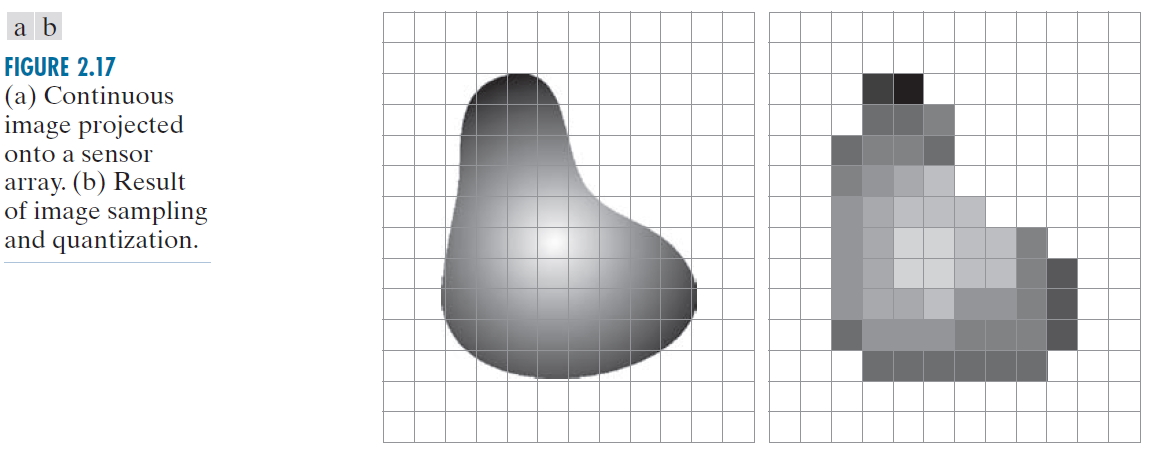 a b
FIGURE 2.17
(a) Continuous
image projected
onto a sensor
array. (b) Result
of image sampling
and quantization.